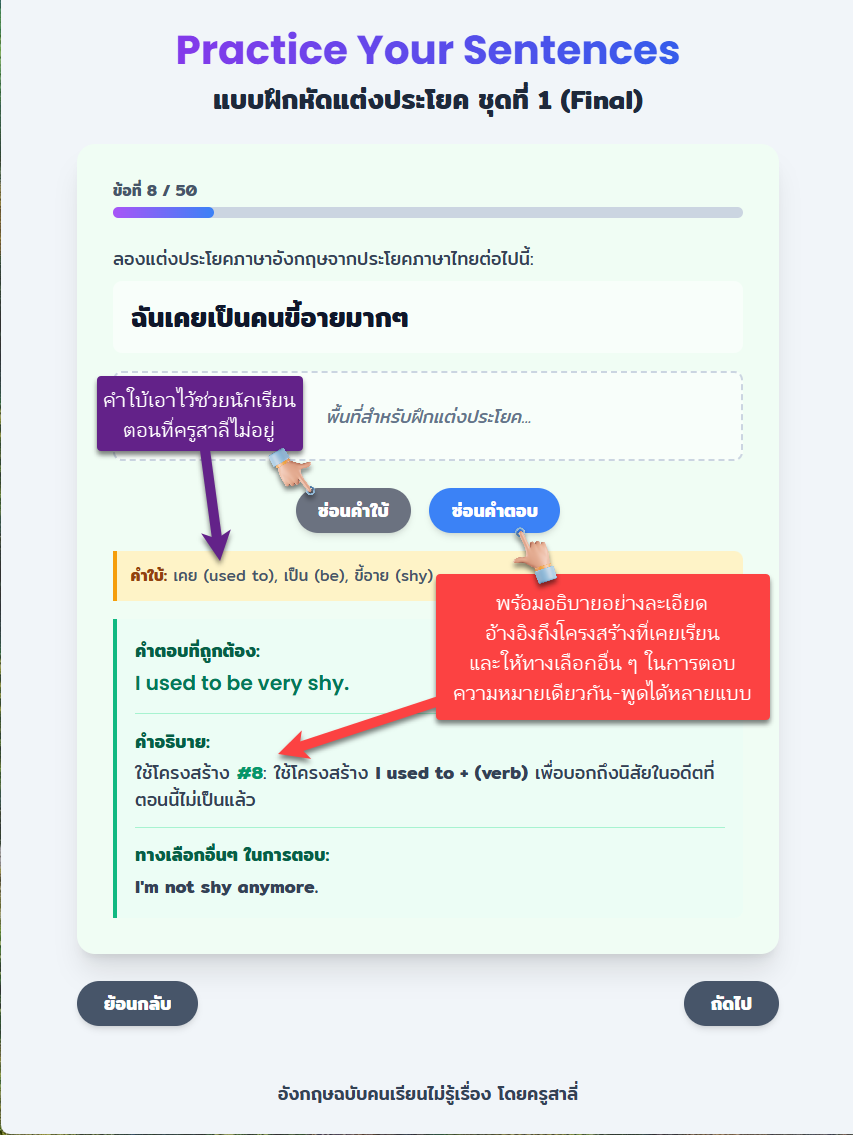 Practice Your Sentences
แบบฝึกหัดแต่งประโยค ชุดที่ 1 (Final)
ข้อที่ 8 / 50
ลองแต่งประโยคภาษาอังกฤษจากประโยคภาษาไทยต่อไปนี้:
ฉันเคยเป็นคนขี้อายมากๆ
คำใบ้เอาไว้ช่วยนักเรียน
ตอนที่ครูสาลี่ไม่อยู่
พื้นที่สำหรับฝึกแต่งประโยค...
ซ่อนคำใบ้
ซ่อนคำตอบ
คำใบ้: เคย (used to), เป็น (be), ขี้อาย (shy)
พร้อมอธิบายอย่างละเอียด
อ้างอิงถึงโครงสร้างที่เคยเรียน
และให้ทางเลือกอื่น ๆ ในการตอบ
ความหมายเดียวกัน-พูดได้หลายแบบ
คำตอบที่ถูกต้อง:
I used to be very shy.
คำอธิบาย:
ใช้โครงสร้าง #8: ใช้โครงสร้าง I used to + (verb) เพื่อบอกถึงนิสัยในอดีตที่
ตอนนี้ไม่เป็นแล้ว
ทางเลือกอื่นๆ ในการตอบ:
I'm not shy anymore.
ย้อนกลับ
ถัดไป
อังกฤษฉบับคนเรียนไม่รู้เรื่อง โดยครูสาลี่